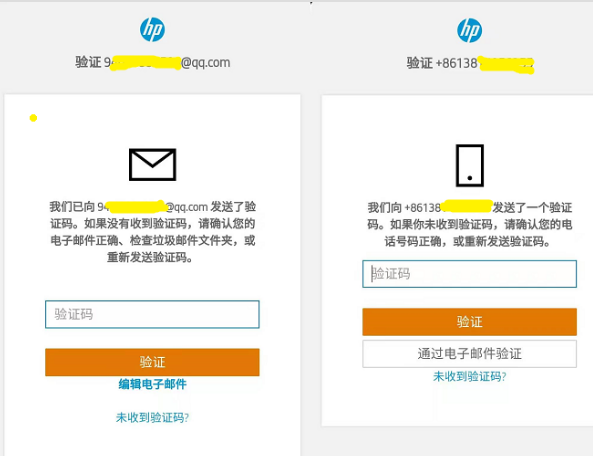 hp
验证 9 @qq.com
我们已向 9 @qq.com 发送了验
证码。如果没有收到验证码，请确认您的
电子邮件正确、检查垃圾邮件文件夹，或
重新发送验证码。
验证码
验证
编辑电子邮件
未收到验证码?
hp
验证 +86138
我们向 +86138 发送了一个验证
码。如果你未收到验证码，请确认您的电
话号码正确，或重新发送验证码。
验证码
验证
通过电子邮件验证
未收到验证码?